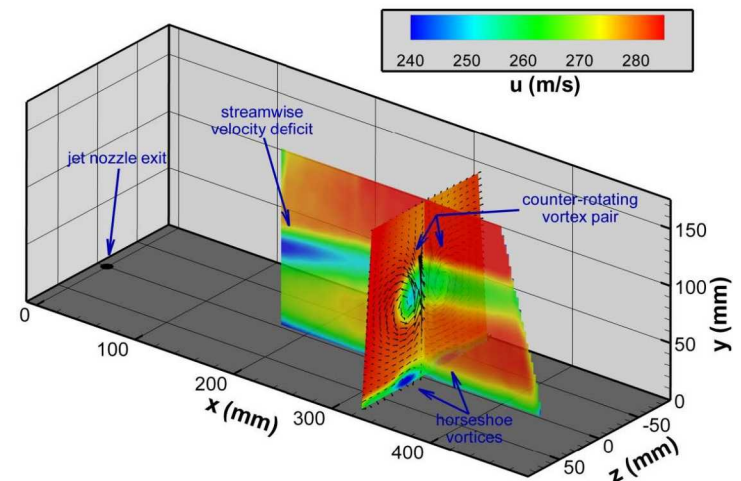 240 250 260 270 280
u (m/s)
streamwise
velocity deficit
jet nozzle exit
counter-rotating
vortex pair
150
100
50
0
y (mm)
0
100
200
300
400
x (mm)
horseshoe
vortices
-50
0
50
z (mm)